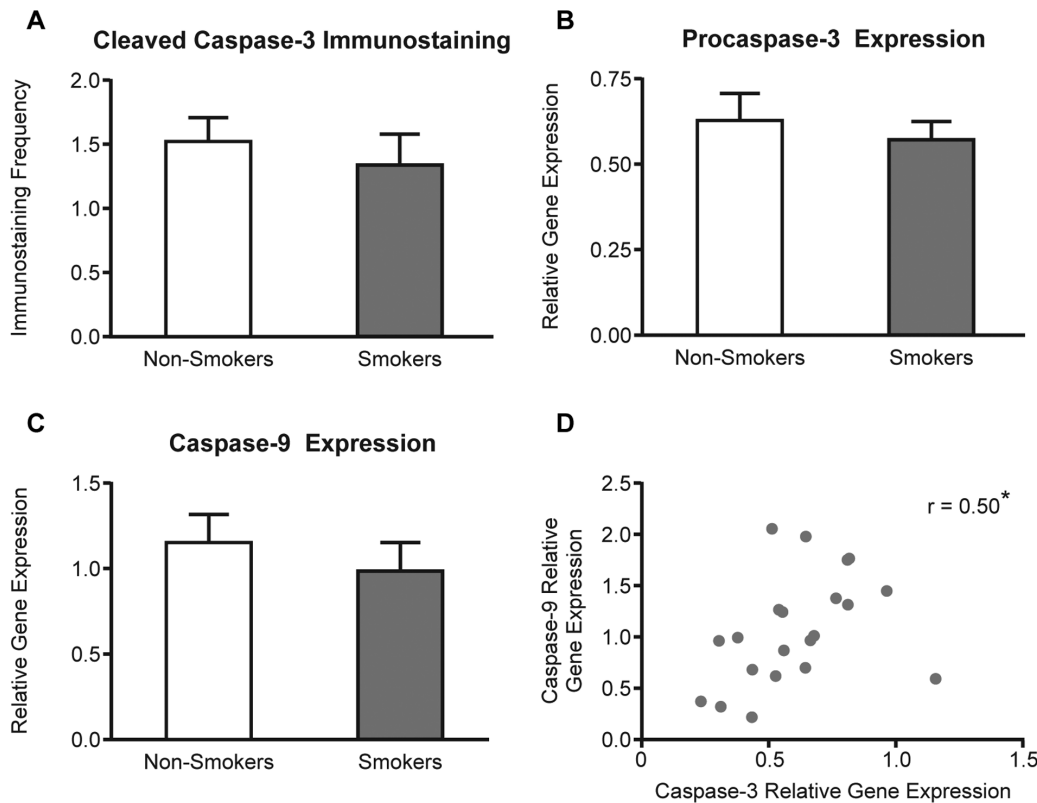 A
Cleaved Caspase-3 Immunostaining
Immunostaining Frequency
2.0
1.5
1.0
0.5
0.0
Non-Smokers
Smokers
B
Procaspase-3 Expression
Relative Gene Expression
0.75
0.50
0.25
0.00
Non-Smokers
Smokers
C
Caspase-9 Expression
Relative Gene Expression
1.5
1.0
0.5
0.0
Non-Smokers
Smokers
D
r = 0.50*
Caspase-9 Relative
Gene Expression
2.5
2.0
1.5
1.0
0.5
0.0
0
0.5
1.0
1.5
Caspase-3 Relative Gene Expression